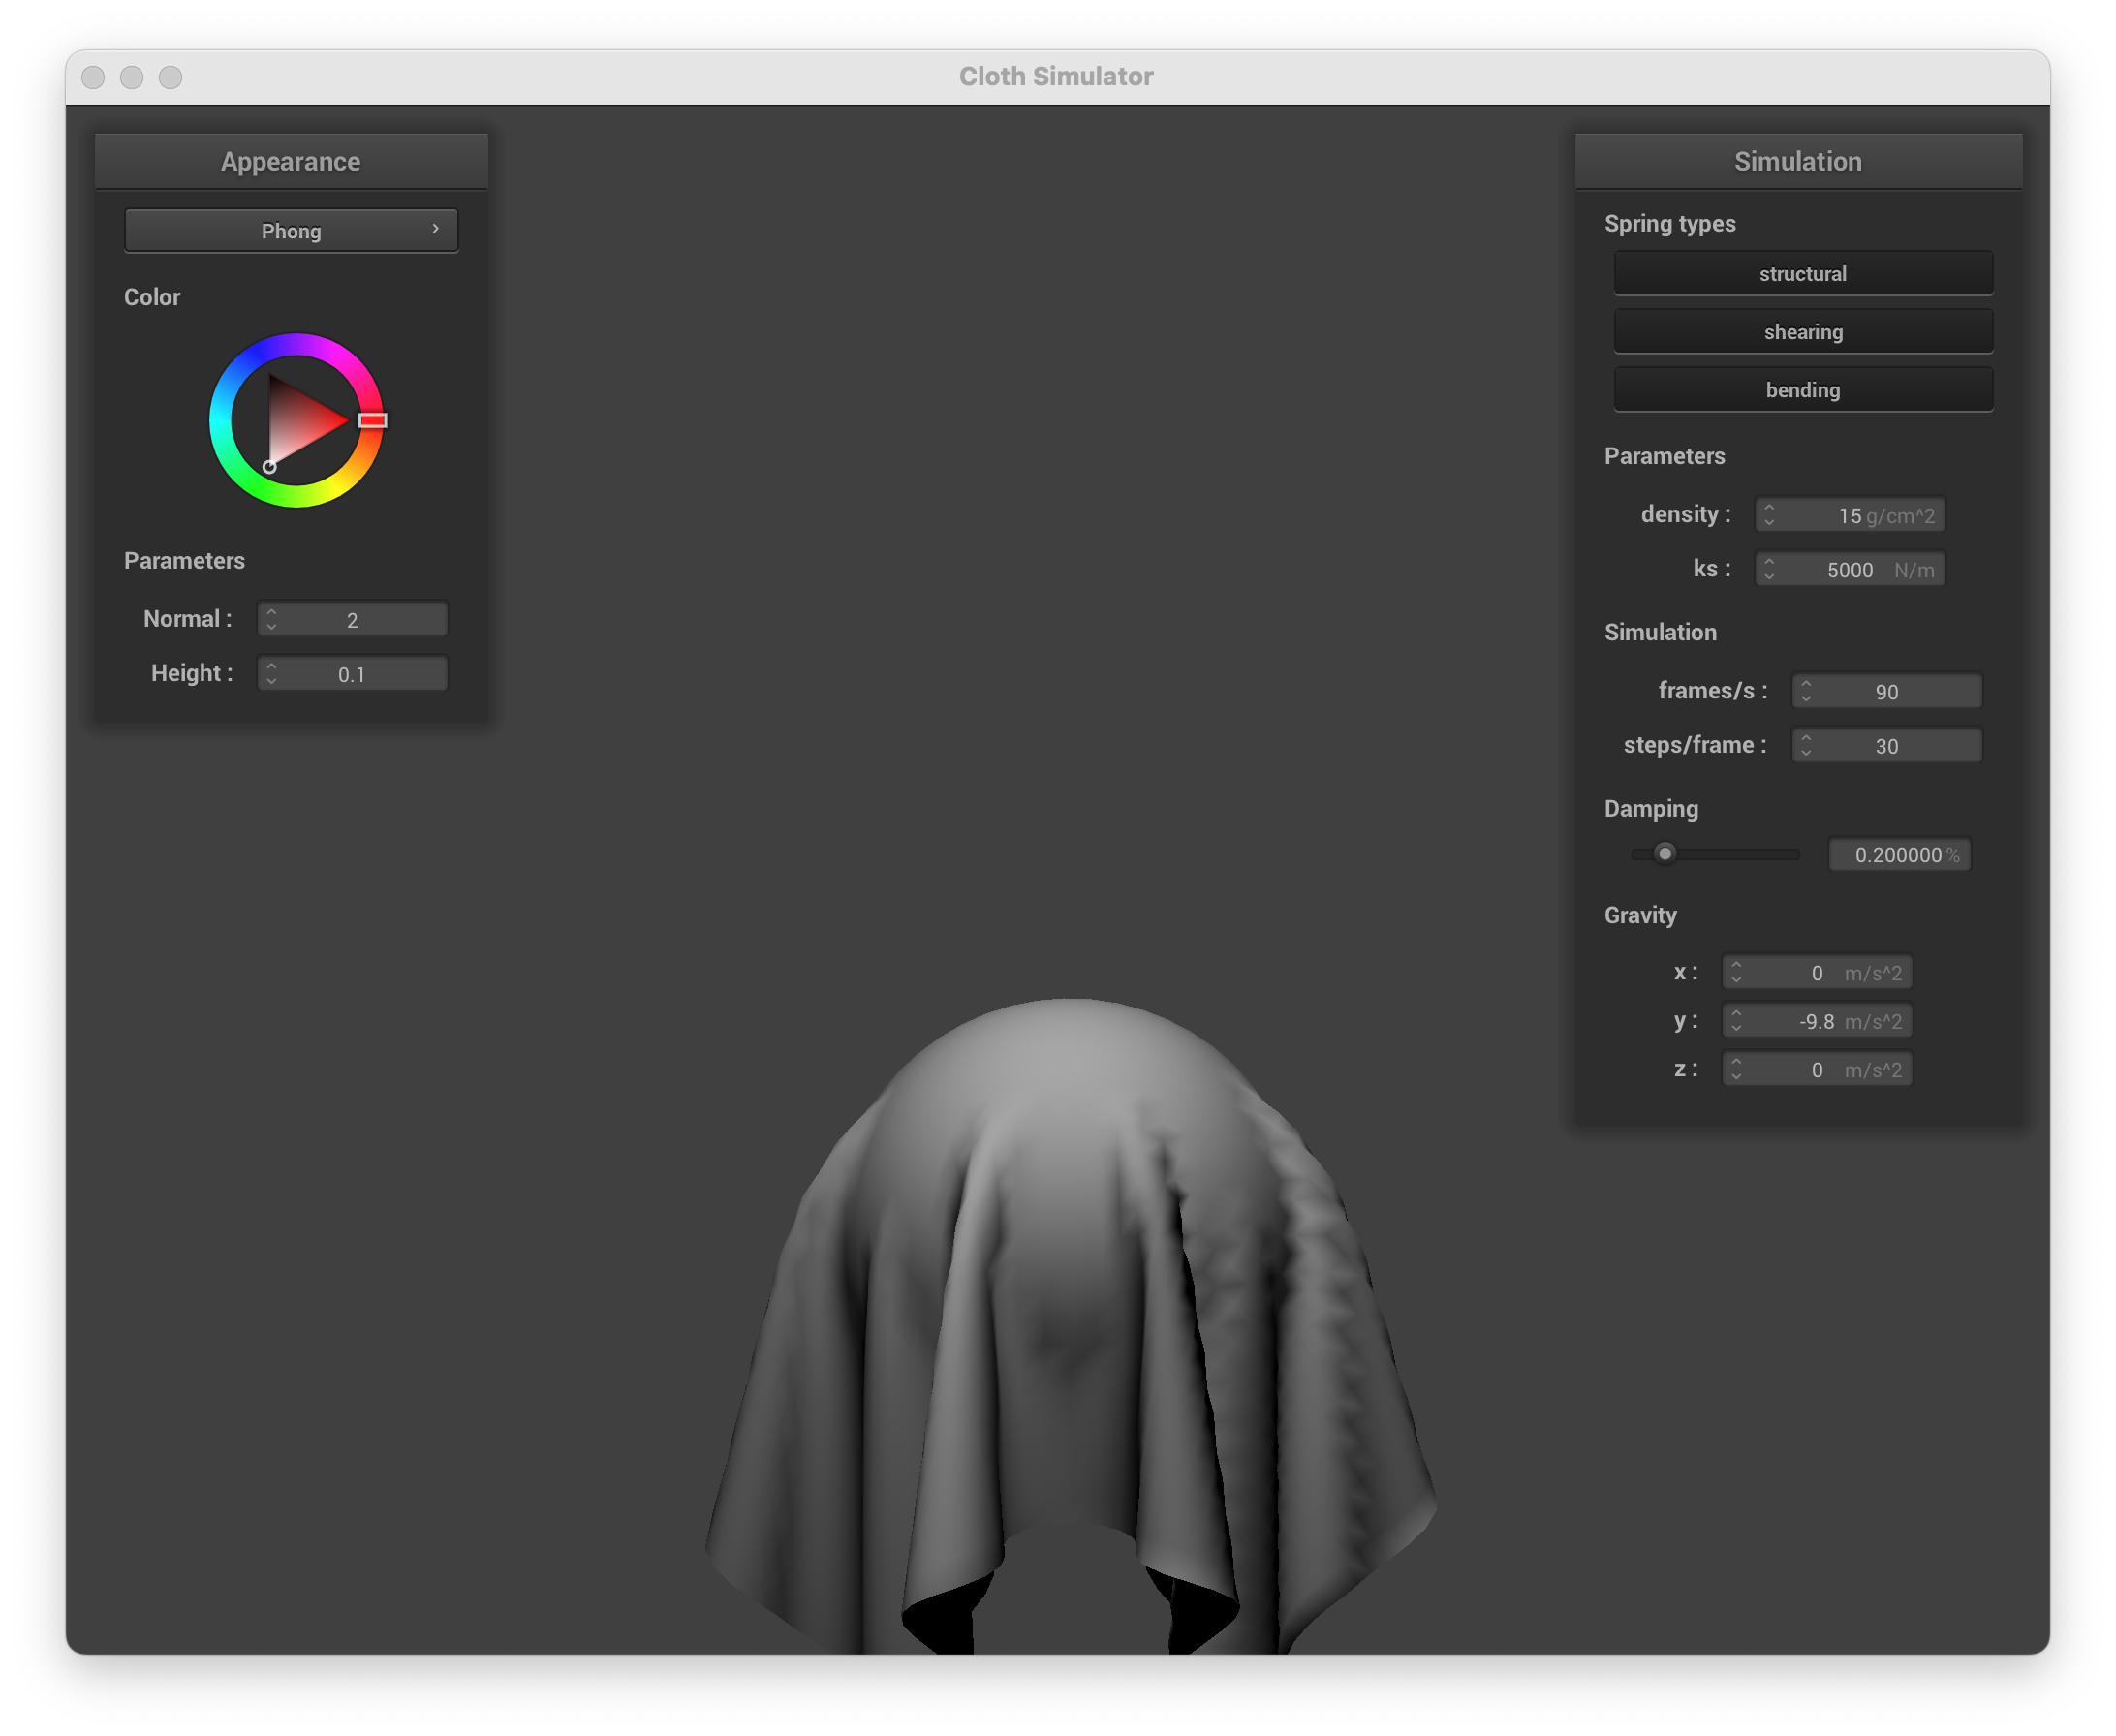 Cloth Simulator
Appearance
Phong
Color
Parameters
Normal : 2
Height : 0.1
Simulation
Spring types
structural
shearing
bending
Parameters
density : 15 g/cm^2
ks : 5000 N/m
Simulation
frames/s : 90
steps/frame : 30
Damping
0.200000 %
Gravity
x : 0 m/s^2
y : -9.8 m/s^2
z : 0 m/s^2